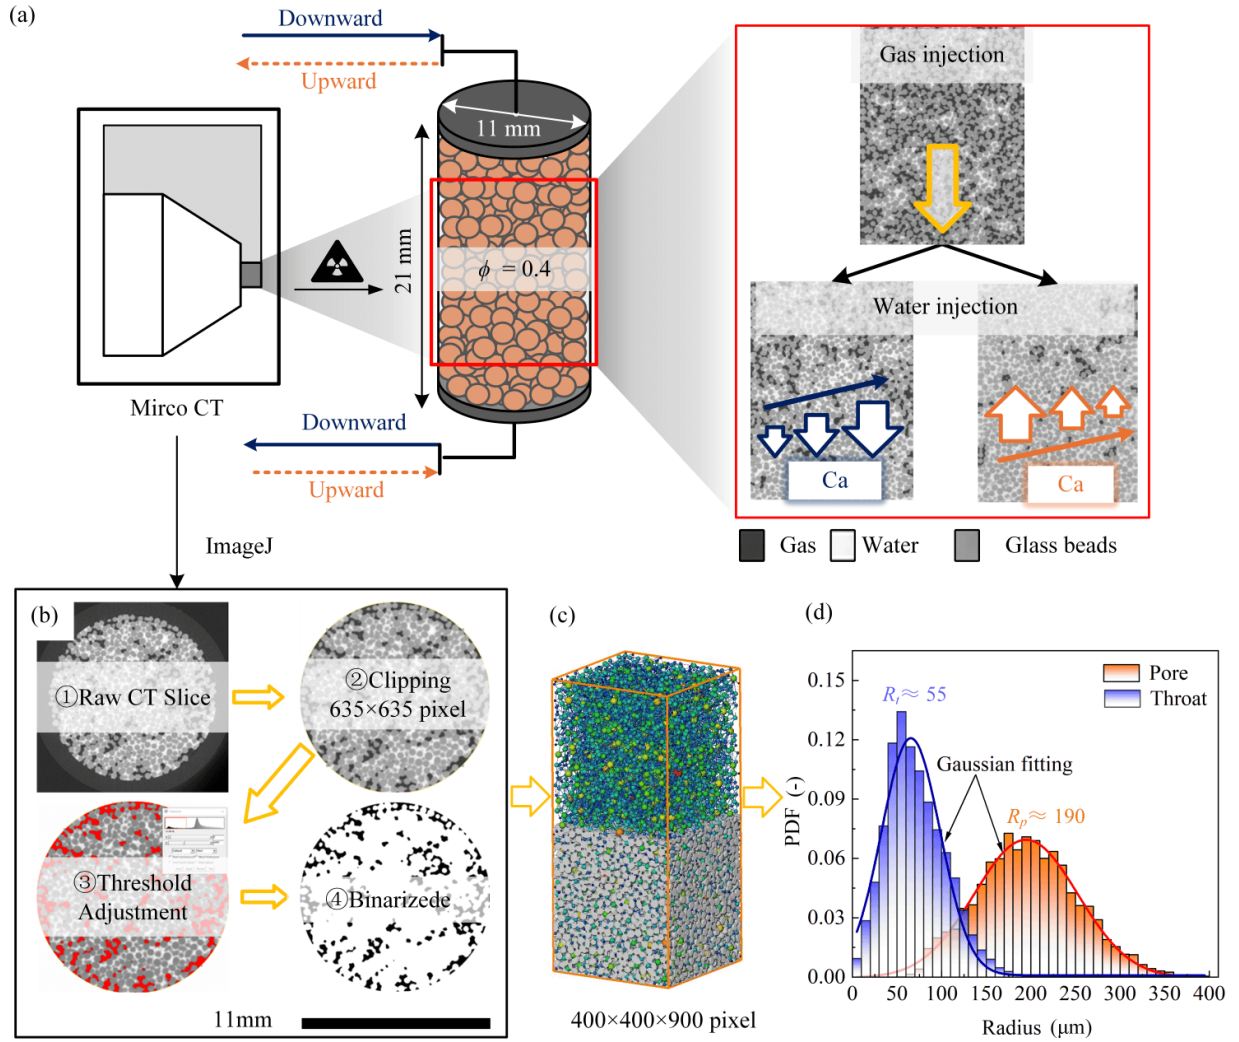 (a)
Downward
Upward
11 mm
21 mm
ϕ = 0.4
Mirco CT
Downward
Upward
Gas injection
Water injection
Ca
Ca
Gas
Water
Glass beads
ImageJ
(b)
①Raw CT Slice
②Clipping
635×635 pixel
③Threshold
Adjustment
④Binarizede
11mm
(c)
400×400×900 pixel
(d)
PDF (-)
0.15
0.12
0.09
0.06
0.03
0.00
Rt≈ 55
Pore
Throat
Gaussian fitting
Rp≈ 190
0
50
100
150
200
250
300
350
400
Radius (μm)